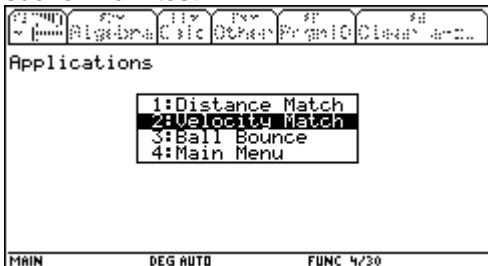 Algebra Calc Other PrgmIO Clear a-z…
Applications
1:Distance Match
2:Velocity Match
3:Ball Bounce
4:Main Menu
MAIN DEG AUTO FUNC 4/30